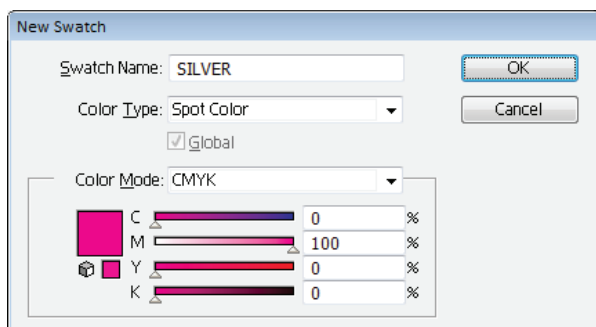 New Swatch
Swatch Name: SILVER
OK
Color Type: Spot Color
Cancel
Global
Color Mode: CMYK
C 0 %
M 100 %
Y 0 %
K 0 %